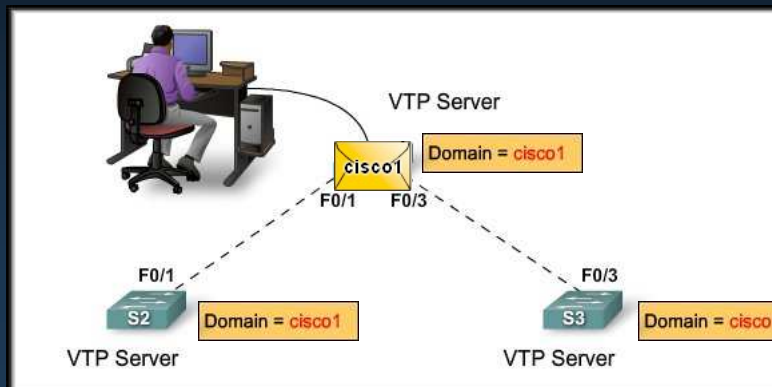 VTP Server
Domain = cisco1
cisco1
F0/1 F0/3
F0/1
F0/3
S2
Domain = cisco1
S3
Domain = cisco
VTP Server
VTP Server